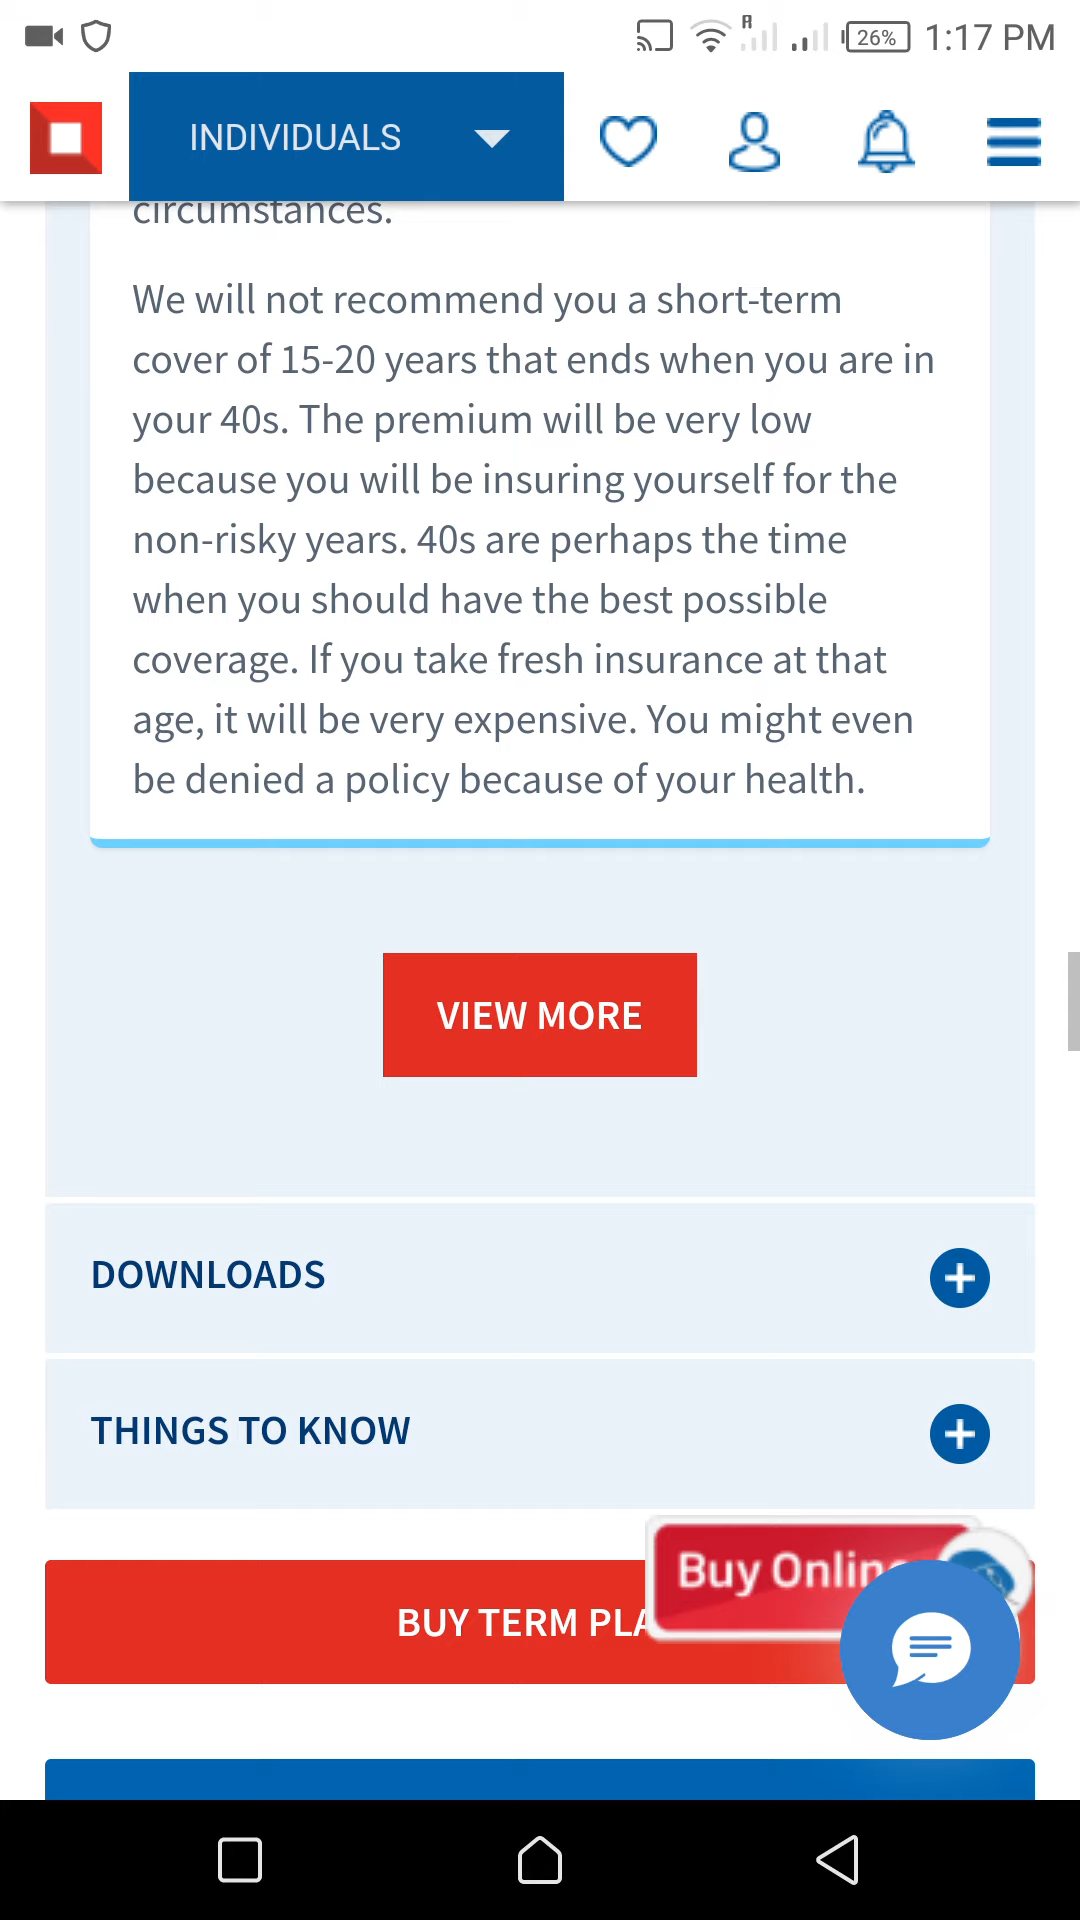 R
26%
1:17 PM
INDIVIDUALS
circumstances.
We will not recommend you a short-term
cover of 15-20 years that ends when you are in
your 40s. The premium will be very low
because you will be insuring yourself for the
non-risky years. 40s are perhaps the time
when you should have the best possible
coverage. If you take fresh insurance at that
age, it will be very expensive. You might even
be denied a policy because of your health.
VIEW MORE
DOWNLOADS
THINGS TO KNOW
Buy Onlin
BUY TERM PLA